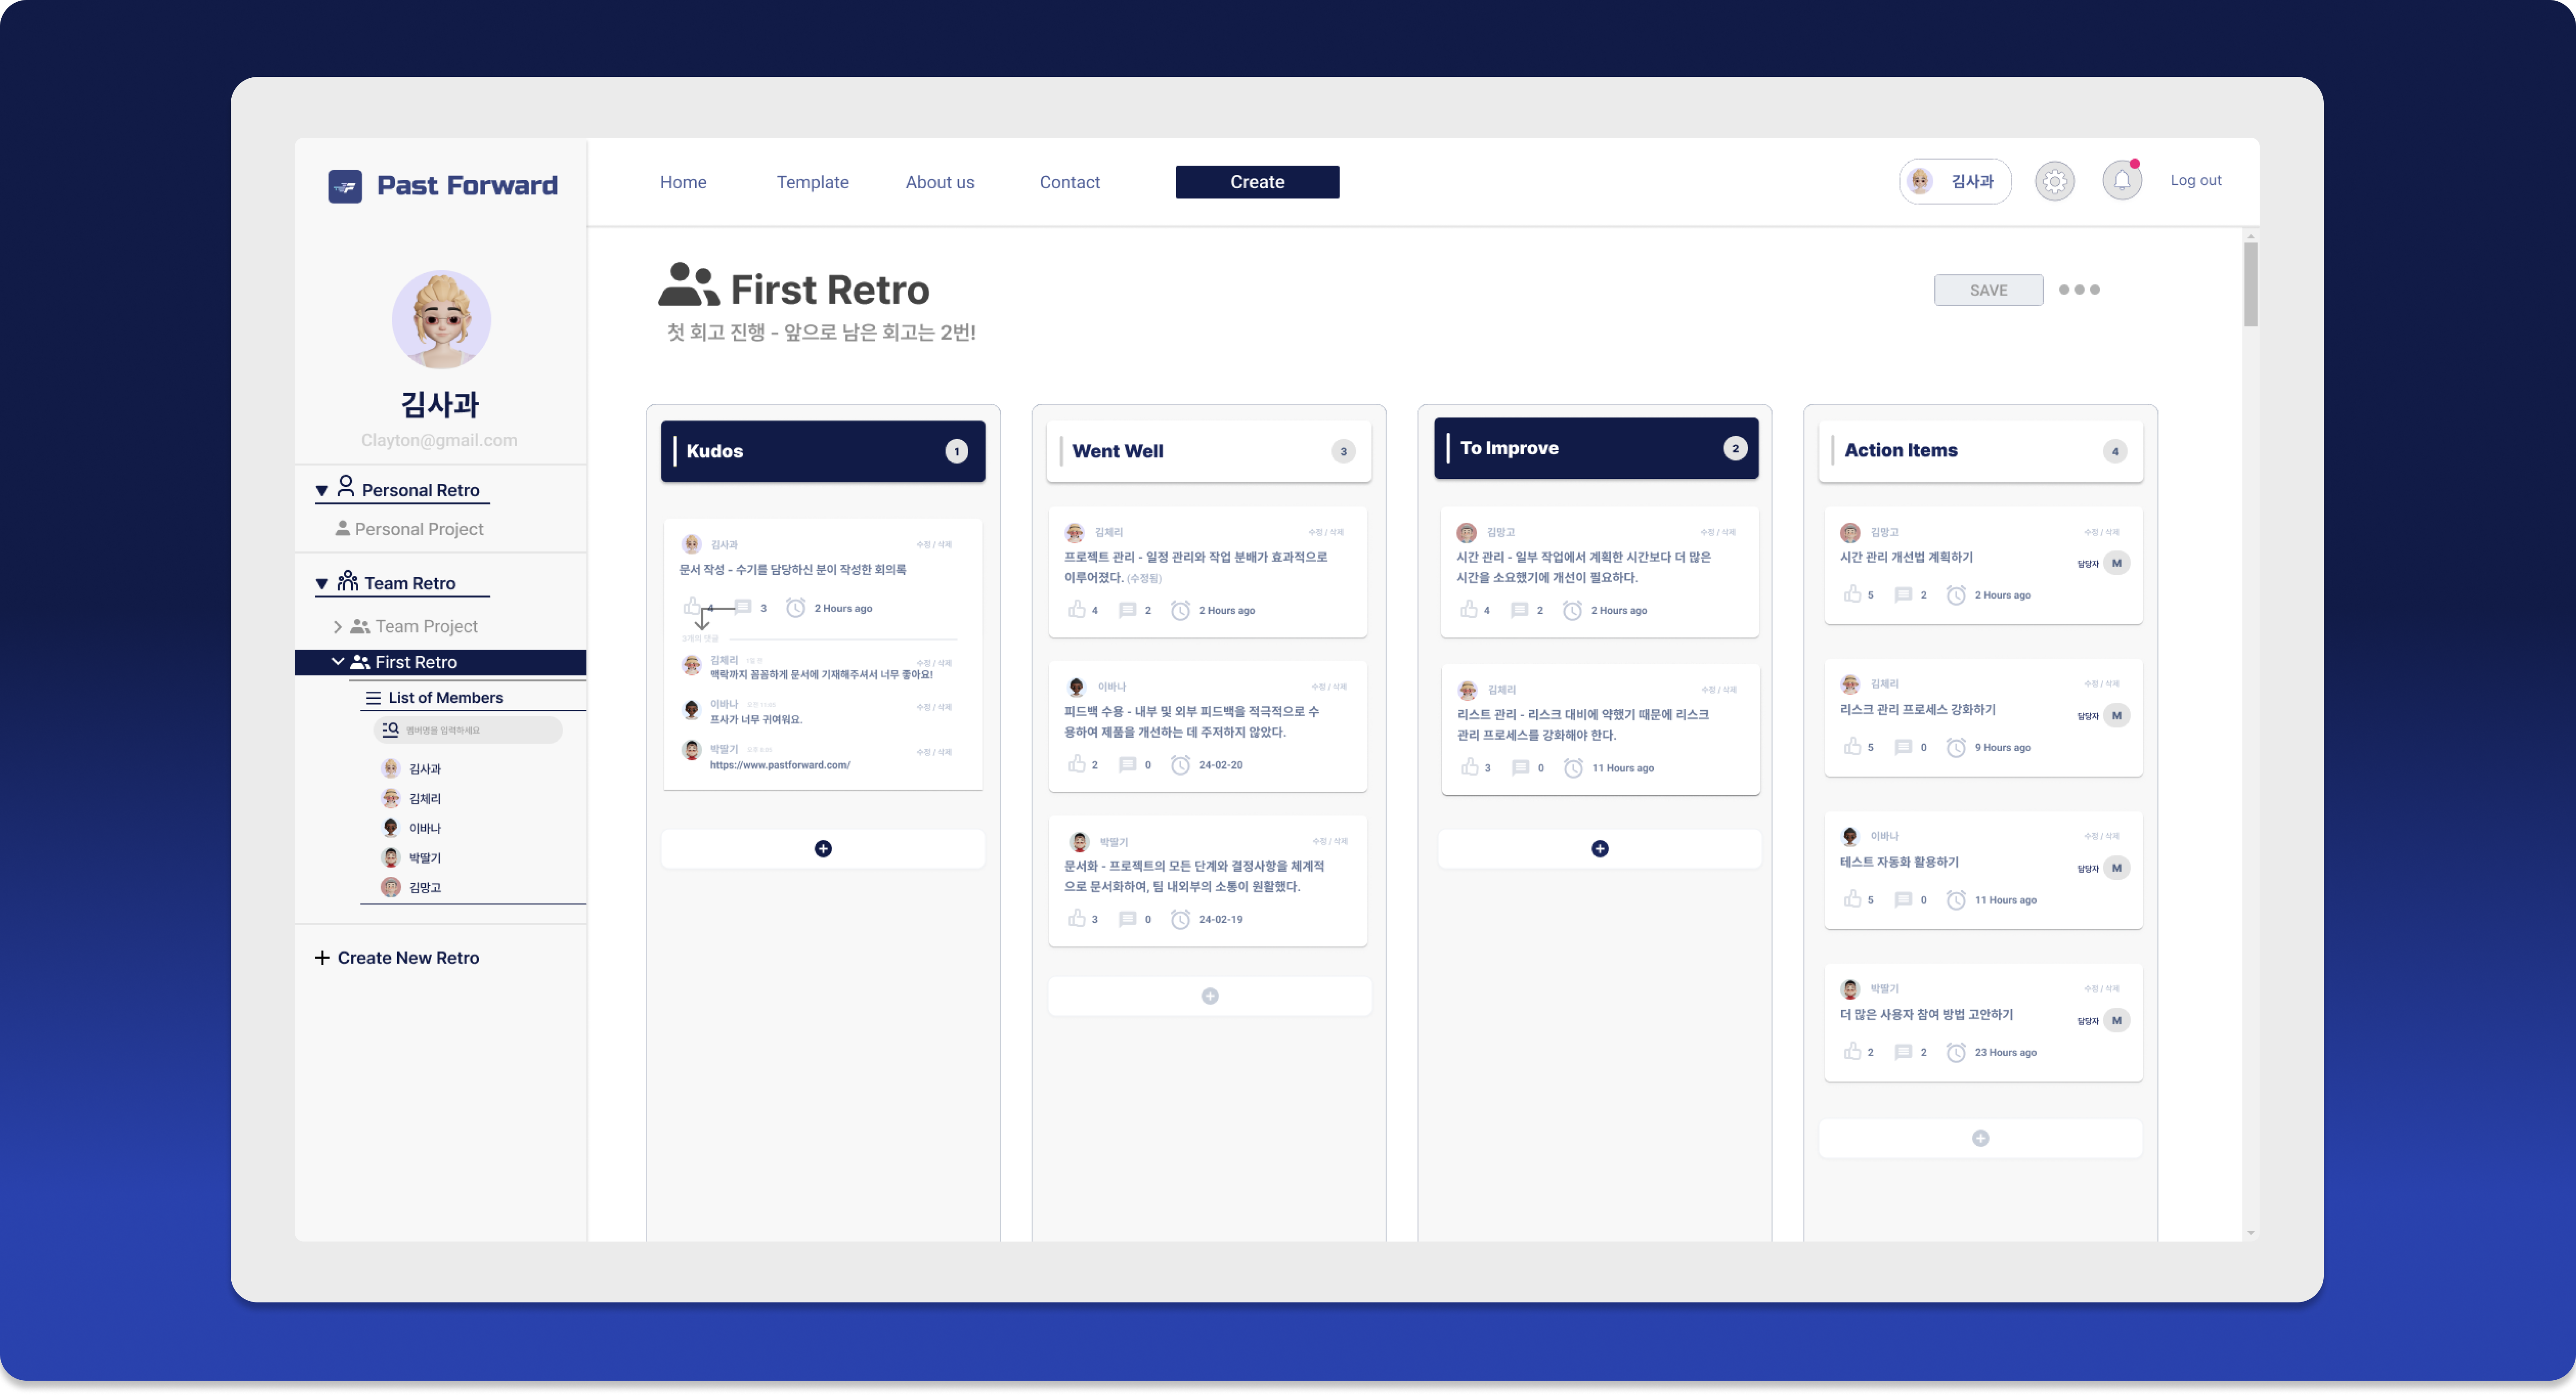 Past Forward
Home
Template
About us
Contact
Create
김사과
Log out
김사과
Clayton@gmail.com
Personal Retro
Personal Project
Team Retro
Team Project
First Retro
List of Members
멤버명을 입력하세요
김사과
김체리
이바나
박딸기
김망고
Create New Retro
First Retro
첫 회고 진행 - 앞으로 남은 회고는 2번!
SAVE
Kudos
1
김사과
수정 / 삭제
문서 작성 - 수기를 담당하신 분이 작성한 회의록
4
3
2 Hours ago
3개의 댓글
김체리
수정 / 삭제
맥락까지 꼼꼼하게 문서에 기재해주셔서 너무 좋아요!
이바나
수정 / 삭제
프사가 너무 귀여워요.
박딸기
수정 / 삭제
https://www.pastforward.com/
Went Well
3
김체리
수정 / 삭제
프로젝트 관리 - 일정 관리와 작업 분배가 효과적으로
이루어졌다. (수정됨)
4
2
2 Hours ago
이바나
수정 / 삭제
피드백 수용 - 내부 및 외부 피드백을 적극적으로 수
용하여 제품을 개선하는 데 주저하지 않았다.
2
0
24-02-20
박딸기
수정 / 삭제
문서화 - 프로젝트의 모든 단계와 결정사항을 체계적
으로 문서화하여, 팀 내외부의 소통이 원활했다.
3
0
24-02-19
To Improve
2
김망고
수정 / 삭제
시간 관리 - 일부 작업에서 계획한 시간보다 더 많은
시간을 소요했기에 개선이 필요하다.
4
2
2 Hours ago
김체리
수정 / 삭제
리스트 관리 - 리스크 대비에 약했기 때문에 리스크
관리 프로세스를 강화해야 한다.
3
0
11 Hours ago
Action Items
4
김망고
수정 / 삭제
시간 관리 개선법 계획하기
담당자 M
5
2
2 Hours ago
김체리
수정 / 삭제
리스크 관리 프로세스 강화하기
담당자 M
5
0
9 Hours ago
이바나
수정 / 삭제
테스트 자동화 활용하기
담당자 M
5
0
11 Hours ago
박딸기
수정 / 삭제
더 많은 사용자 참여 방법 고안하기
담당자 M
2
2
23 Hours ago